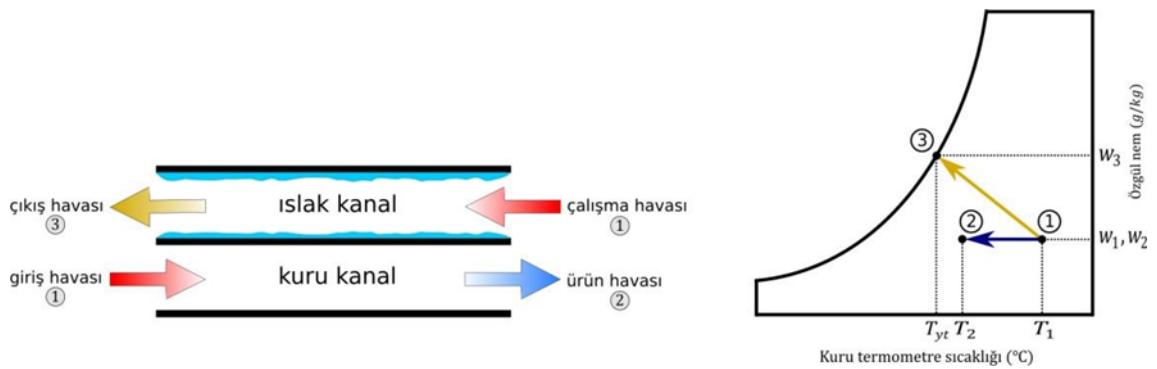 ıslak kanal
çıkış havası
③
çalışma havası
①
giriş havası
①
kuru kanal
ürün havası
②
③
②
①
w₃
w₁, w₂
Özgül nem (g/kg)
T_yt
T₂
T₁
Kuru termometre sıcaklığı (°C)